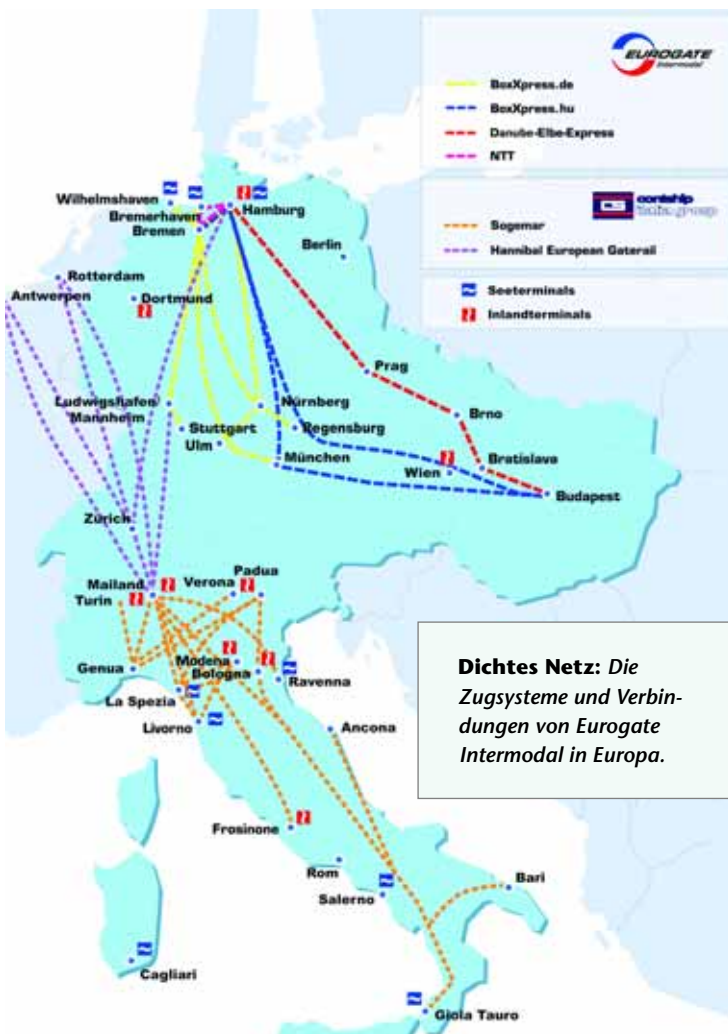 EUROGATE
Intermodal
BoxXpress.de
BoxXpress.hu
Danube-Elbe-Express
NTT
contship
italia group
Sogemar
Hannibal European Gaterail
Seeterminals
Inlandterminals
Wilhelmshaven
Bremerhaven
Bremen
Hamburg
Berlin
Rotterdam
Antwerpen
Dortmund
Prag
Ludwigshafen
Mannheim
Nürnberg
Brno
Stuttgart
Regensburg
Ulm
München
Wien
Bratislava
Budapest
Zürich
Mailand
Verona
Padua
Turin
Genua
Modena
Bologna
Ravenna
La Spezia
Livorno
Ancona
Dichtes Netz: Die
Zugsysteme und Verbin-
dungen von Eurogate
Intermodal in Europa.
Frosinone
Rom
Salerno
Bari
Cagliari
Gioia Tauro